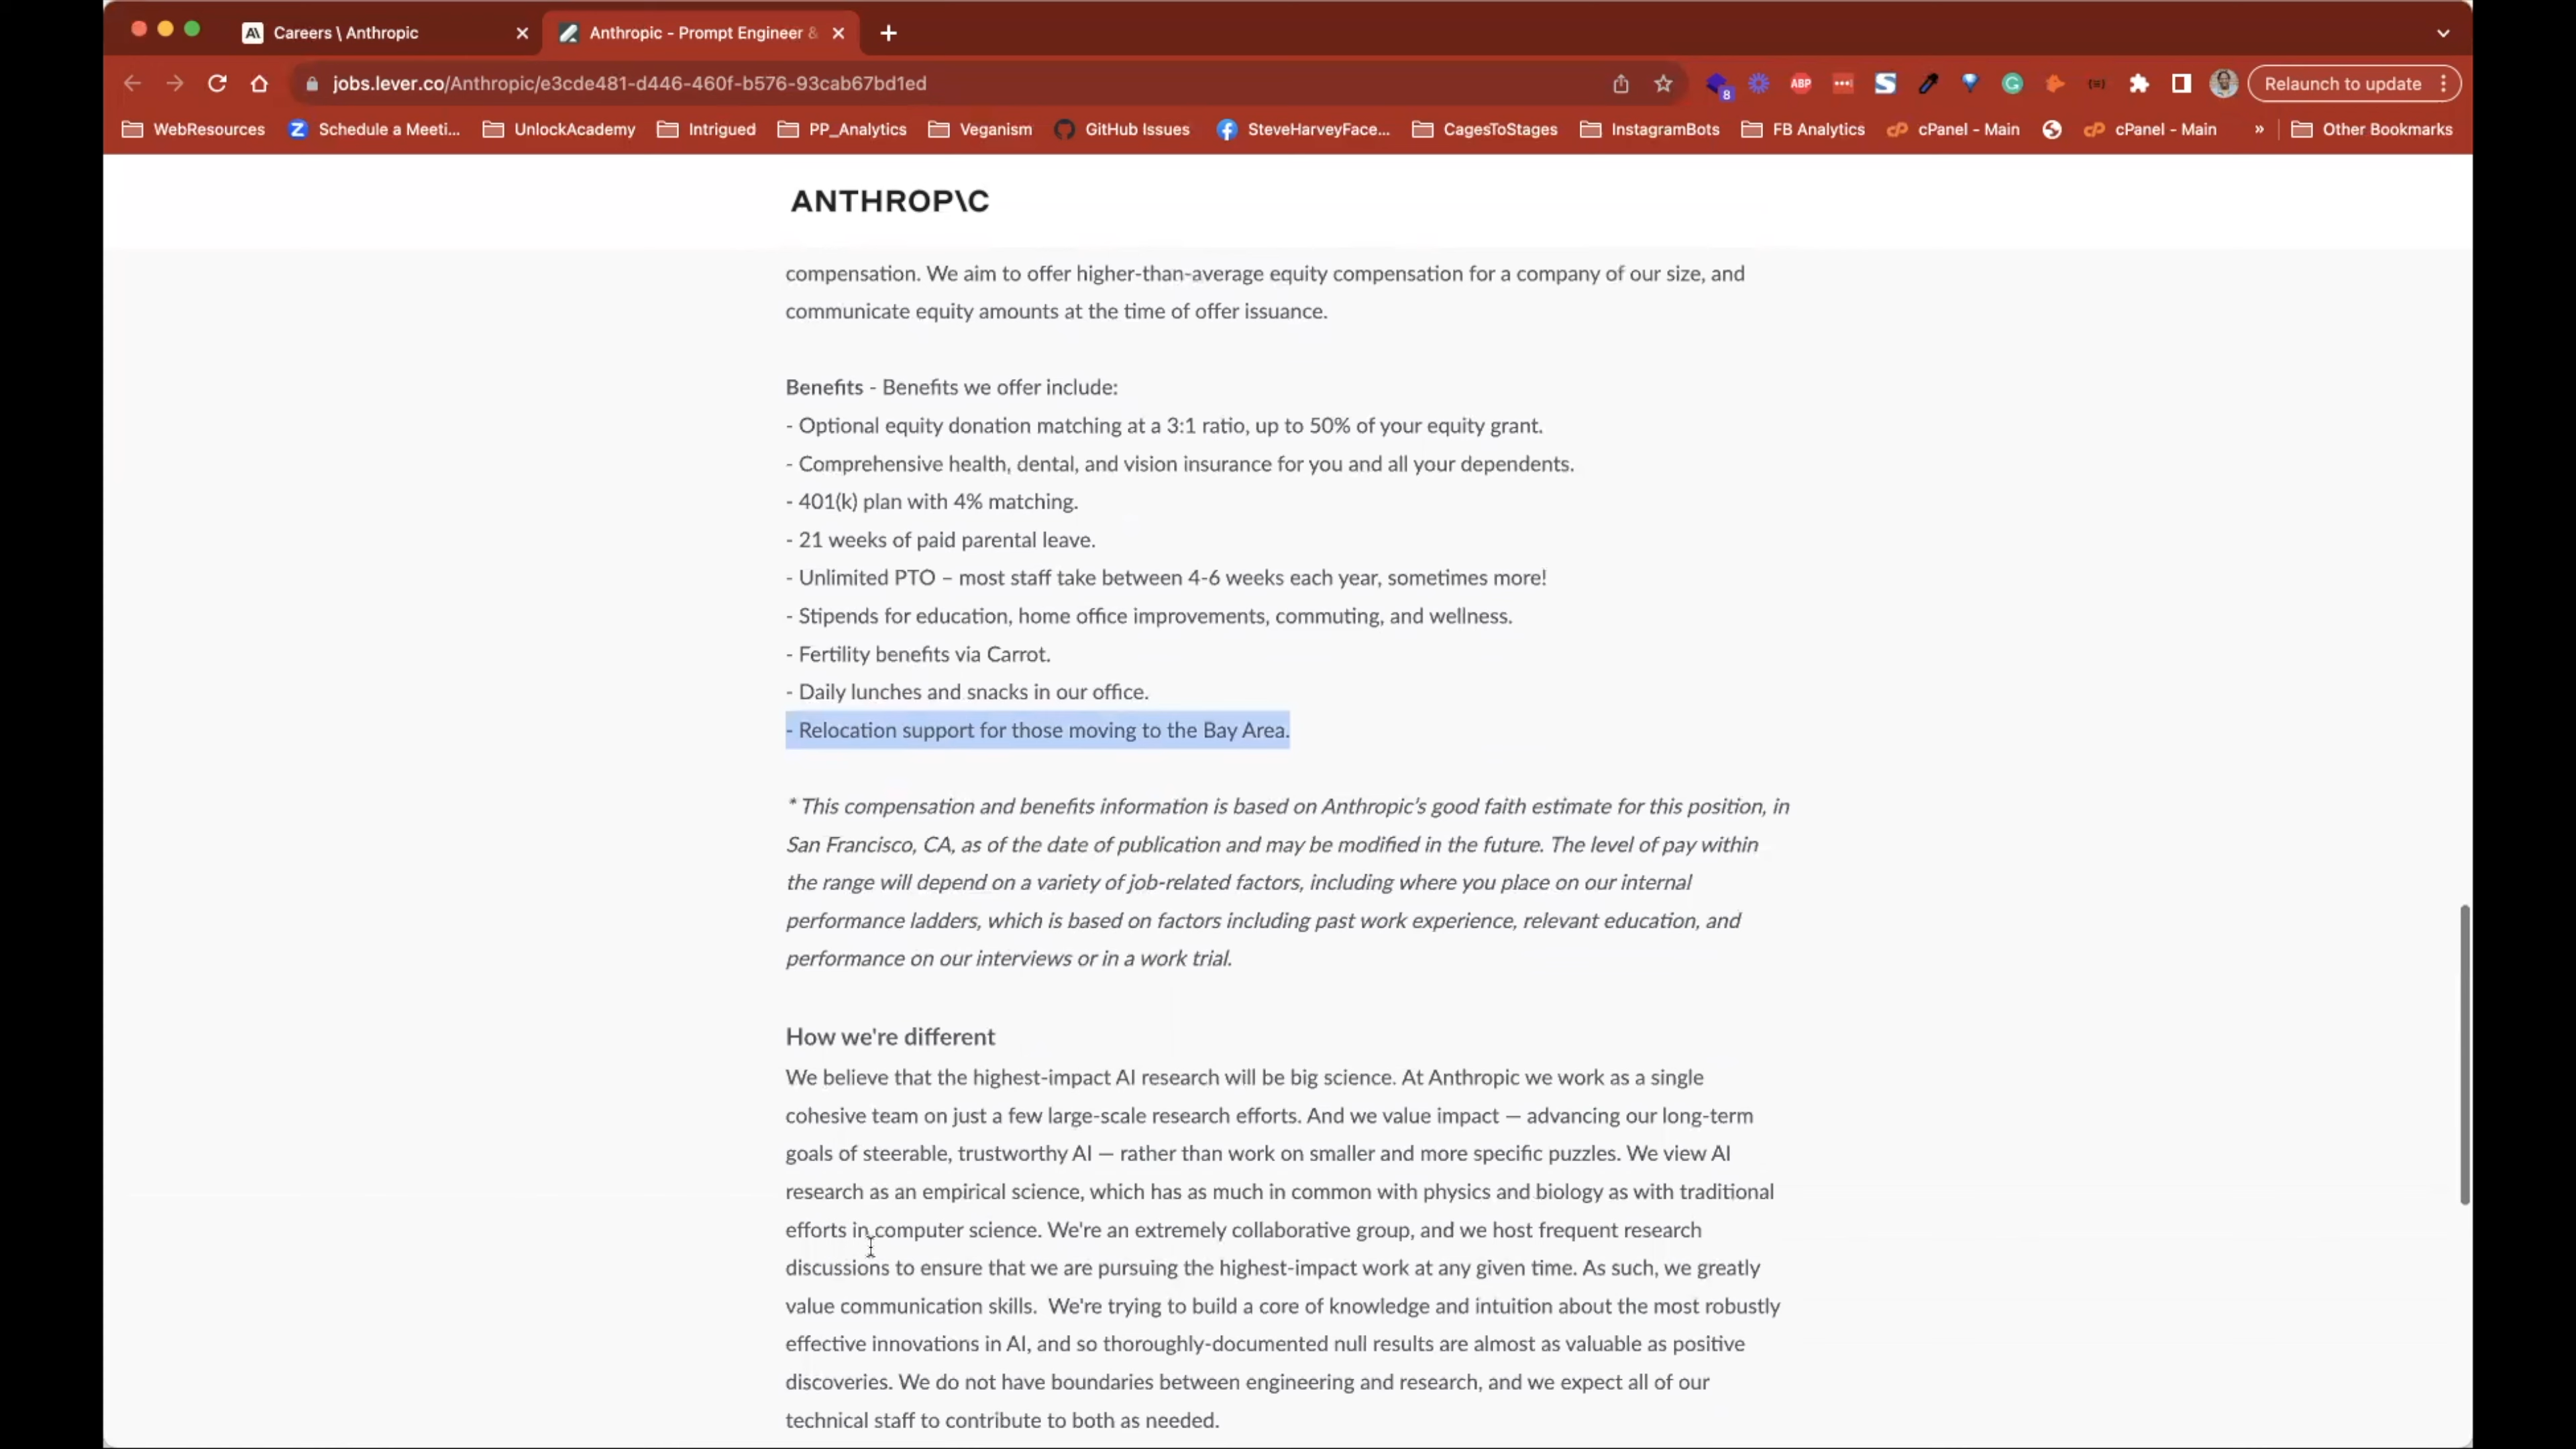 Careers \ Anthropic
Anthropic - Prompt Engineer &
jobs.lever.co/Anthropic/e3cde481-d446-460f-b576-93cab67bd1ed
8
ABP
Relaunch to update
WebResources
Schedule a Meeti...
UnlockAcademy
Intrigued
PP_Analytics
Veganism
GitHub Issues
SteveHarveyFace...
CagesToStages
InstagramBots
FB Analytics
cPanel - Main
cPanel - Main
»
Other Bookmarks
ANTHROP\C
compensation. We aim to offer higher-than-average equity compensation for a company of our size, and
communicate equity amounts at the time of offer issuance.
Benefits - Benefits we offer include:
- Optional equity donation matching at a 3:1 ratio, up to 50% of your equity grant.
- Comprehensive health, dental, and vision insurance for you and all your dependents.
- 401(k) plan with 4% matching.
- 21 weeks of paid parental leave.
- Unlimited PTO – most staff take between 4-6 weeks each year, sometimes more!
- Stipends for education, home office improvements, commuting, and wellness.
- Fertility benefits via Carrot.
- Daily lunches and snacks in our office.
- Relocation support for those moving to the Bay Area.
* This compensation and benefits information is based on Anthropic's good faith estimate for this position, in
San Francisco, CA, as of the date of publication and may be modified in the future. The level of pay within
the range will depend on a variety of job-related factors, including where you place on our internal
performance ladders, which is based on factors including past work experience, relevant education, and
performance on our interviews or in a work trial.
How we're different
We believe that the highest-impact AI research will be big science. At Anthropic we work as a single
cohesive team on just a few large-scale research efforts. And we value impact — advancing our long-term
goals of steerable, trustworthy AI — rather than work on smaller and more specific puzzles. We view AI
research as an empirical science, which has as much in common with physics and biology as with traditional
efforts in computer science. We're an extremely collaborative group, and we host frequent research
discussions to ensure that we are pursuing the highest-impact work at any given time. As such, we greatly
value communication skills.  We're trying to build a core of knowledge and intuition about the most robustly
effective innovations in AI, and so thoroughly-documented null results are almost as valuable as positive
discoveries. We do not have boundaries between engineering and research, and we expect all of our
technical staff to contribute to both as needed.